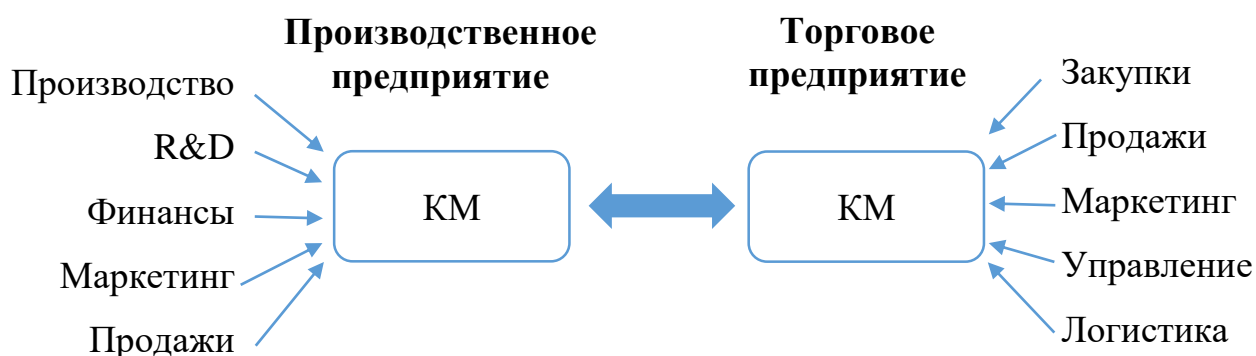 Производственное
предприятие
Торговое
предприятие
Производство
R&D
Финансы
Маркетинг
Продажи
КМ
КМ
Закупки
Продажи
Маркетинг
Управление
Логистика